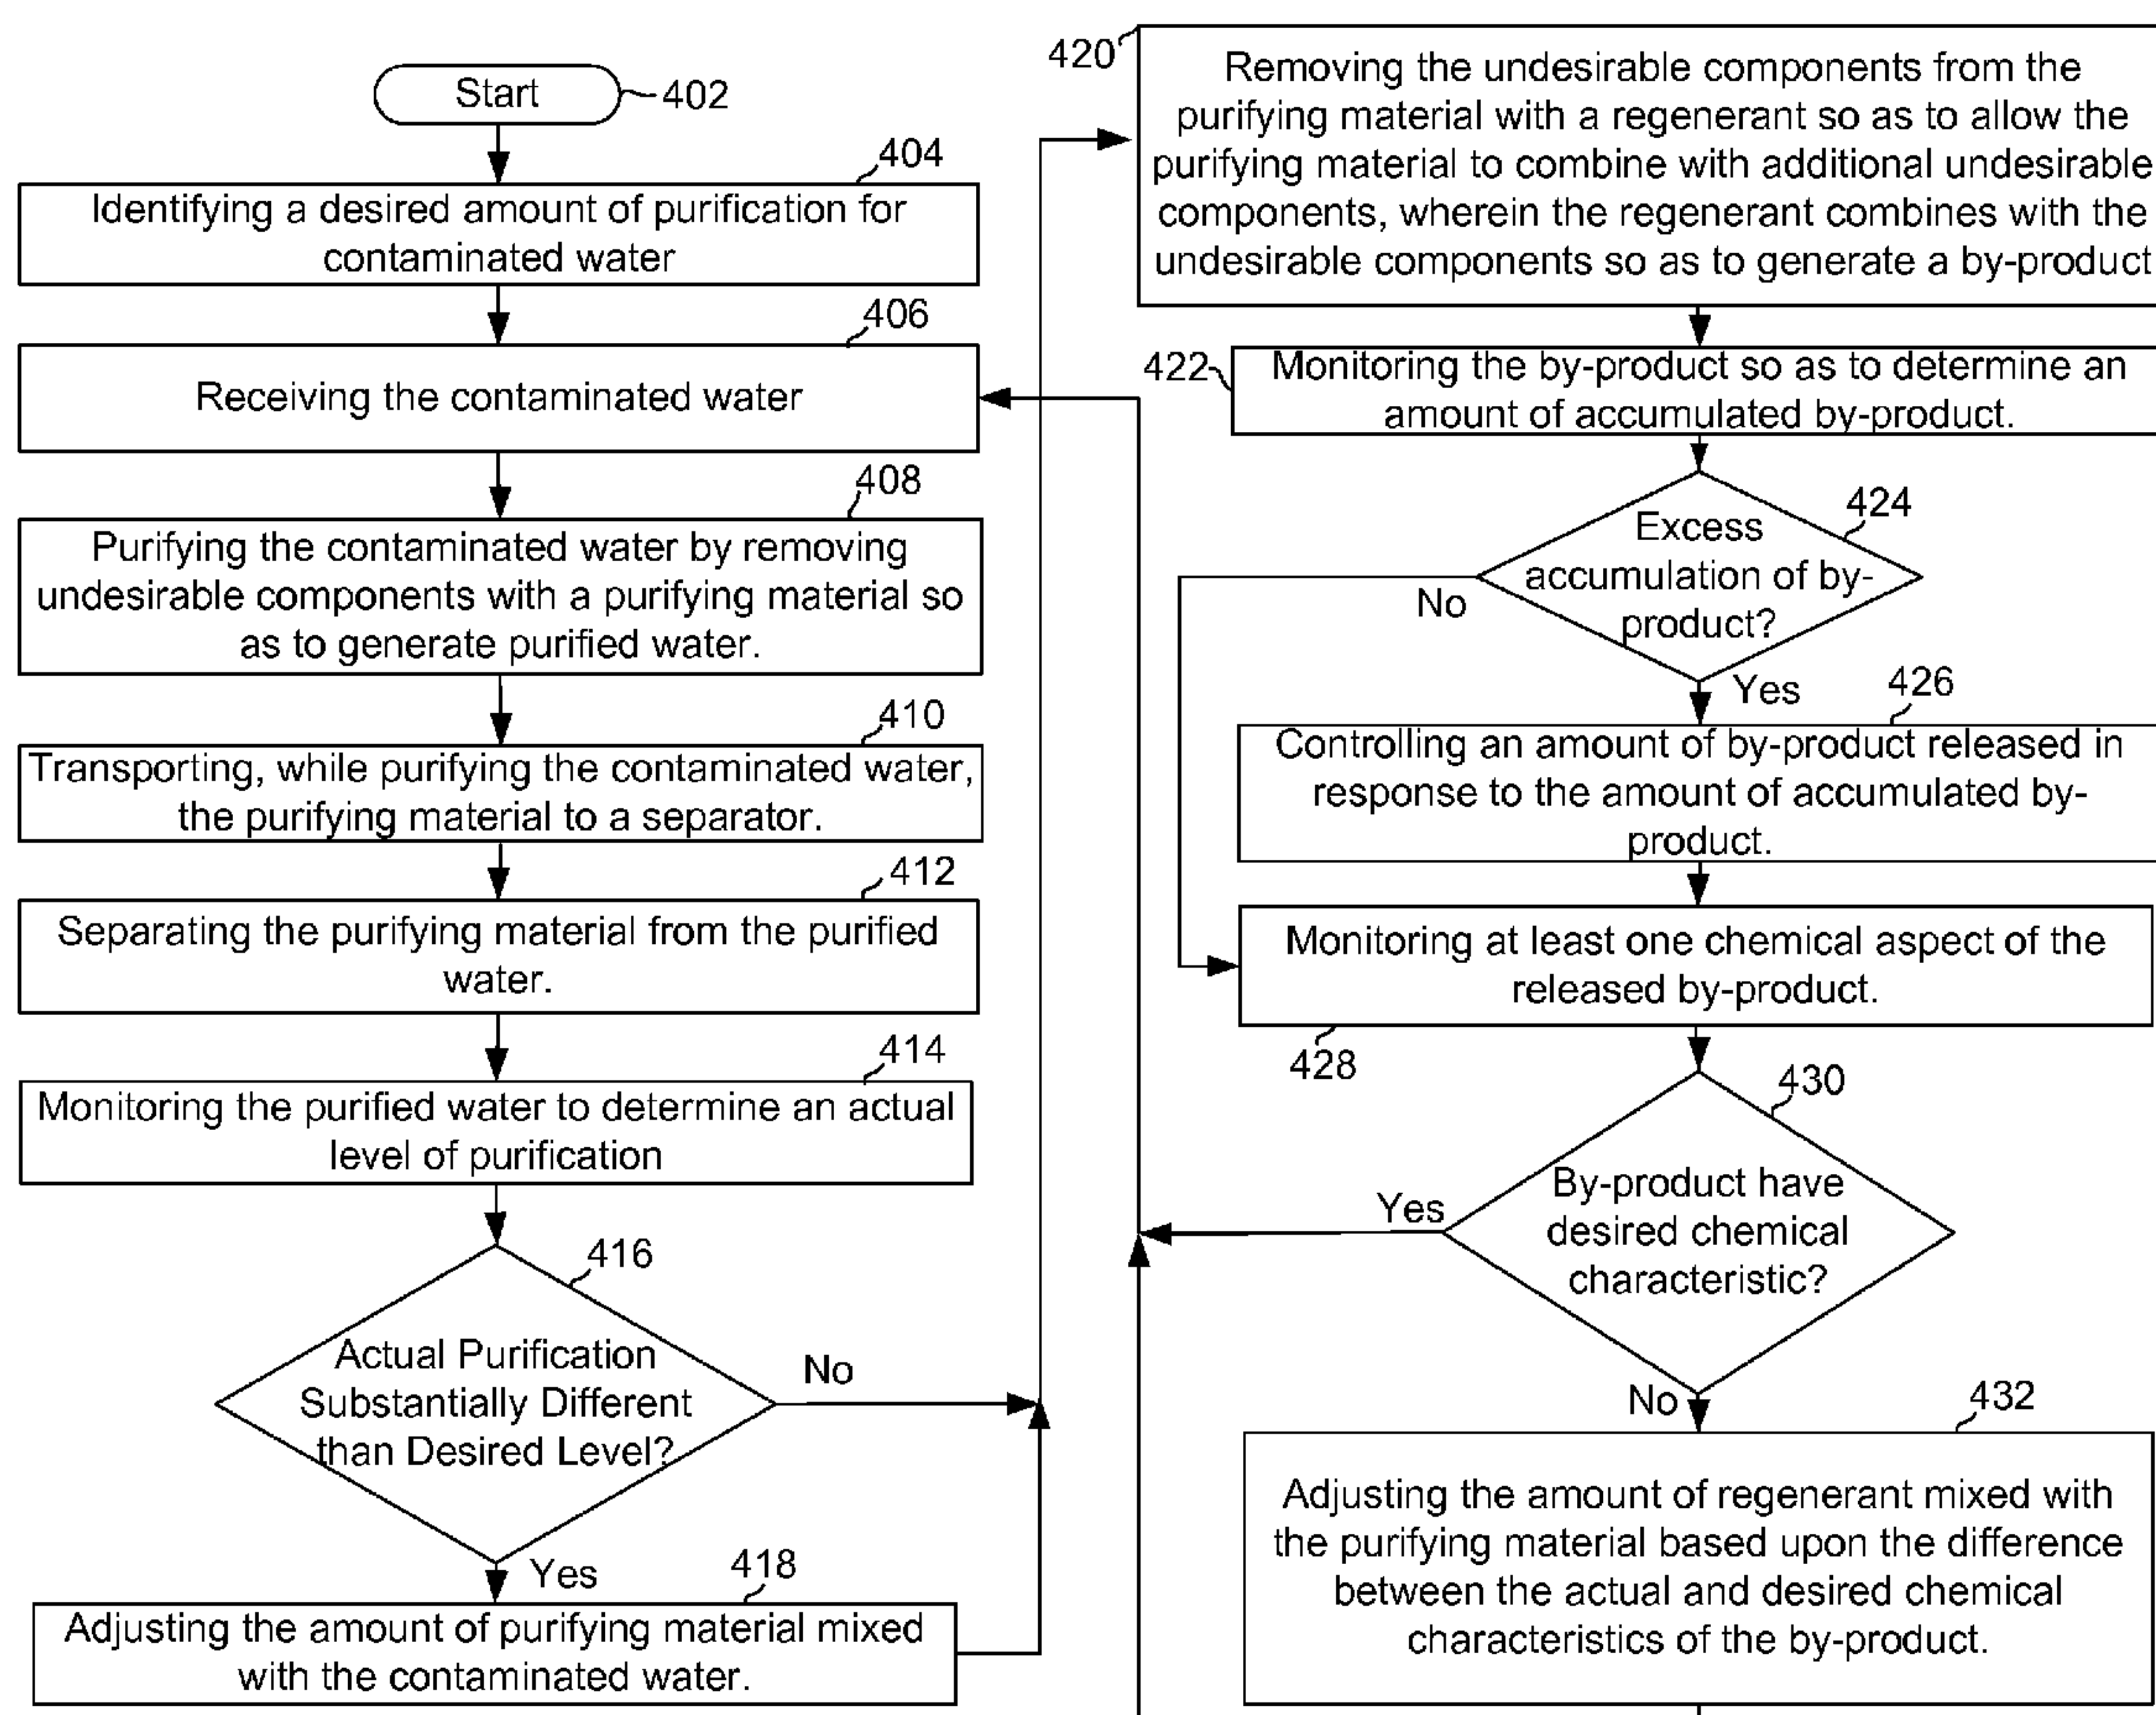 Start
402
404
Identifying a desired amount of purification for
contaminated water
406
Receiving the contaminated water
408
Purifying the contaminated water by removing
undesirable components with a purifying material so
as to generate purified water.
410
Transporting, while purifying the contaminated water,
the purifying material to a separator.
412
Separating the purifying material from the purified
water.
414
Monitoring the purified water to determine an actual
level of purification
416
Actual Purification
Substantially Different
than Desired Level?
No
Yes
418
Adjusting the amount of purifying material mixed
with the contaminated water.
420
Removing the undesirable components from the
purifying material with a regenerant so as to allow the
purifying material to combine with additional undesirable
components, wherein the regenerant combines with the
undesirable components so as to generate a by-product
422
Monitoring the by-product so as to determine an
amount of accumulated by-product.
424
Excess
accumulation of by-
product?
No
Yes
426
Controlling an amount of by-product released in
response to the amount of accumulated by-
product.
Monitoring at least one chemical aspect of the
released by-product.
428
430
By-product have
desired chemical
characteristic?
Yes
No
432
Adjusting the amount of regenerant mixed with
the purifying material based upon the difference
between the actual and desired chemical
characteristics of the by-product.